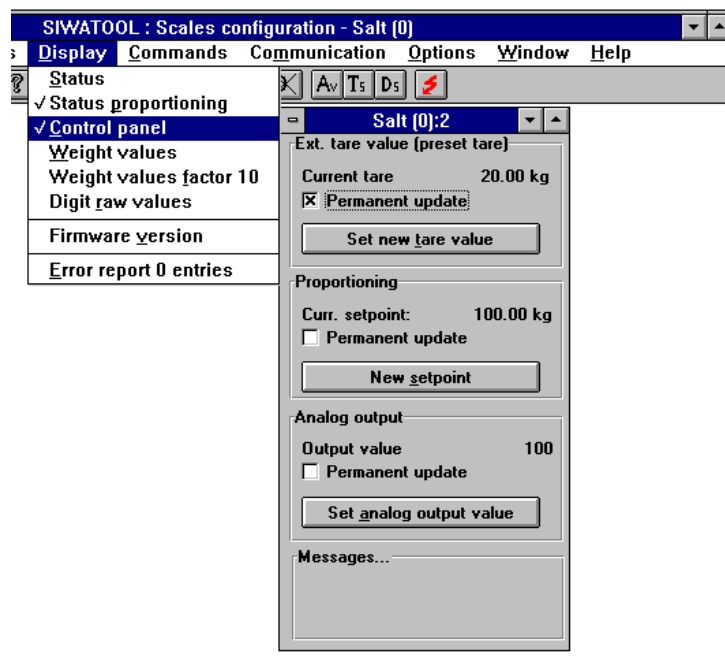 SIWATOOL : Scales configuration - Salt (0)
s Display Commands Communication Options Window Help
? Av Ts Ds
Status
✓ Status proportioning
✓ Control panel
Weight values
Weight values factor 10
Digit raw values
Firmware version
Error report 0 entries
Salt (0):2
Ext. tare value (preset tare)
Current tare 20.00 kg
Permanent update
Set new tare value
Proportioning
Curr. setpoint: 100.00 kg
Permanent update
New setpoint
Analog output
Output value 100
Permanent update
Set analog output value
Messages...